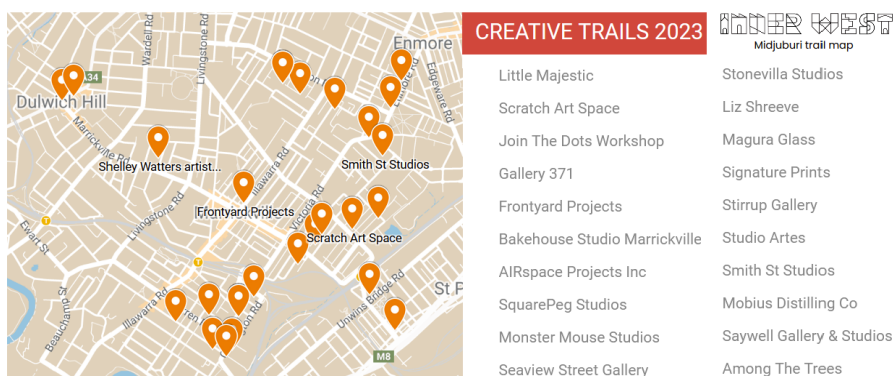 Enmore
Wardell Rd
Livingstone Rd
Enmore Rd
Edgeware Rd
A34
Dulwich Hill
Marrickville Rd
Smith St Studios
Shelley Watters artist...
Illawarra Rd
Frontyard Projects
Victoria Rd
Livingstone Rd
Scratch Art Space
Ewart St
Unwins Bridge Rd
St P
Beauchamp St
Illawarra Rd
M8
CREATIVE TRAILS 2023
Little Majestic
Scratch Art Space
Join The Dots Workshop
Gallery 371
Frontyard Projects
Bakehouse Studio Marrickville
AIRspace Projects Inc
SquarePeg Studios
Monster Mouse Studios
Seaview Street Gallery
INNER WEST
Midjuburi trail map
Stonevilla Studios
Liz Shreeve
Magura Glass
Signature Prints
Stirrup Gallery
Studio Artes
Smith St Studios
Mobius Distilling Co
Saywell Gallery & Studios
Among The Trees